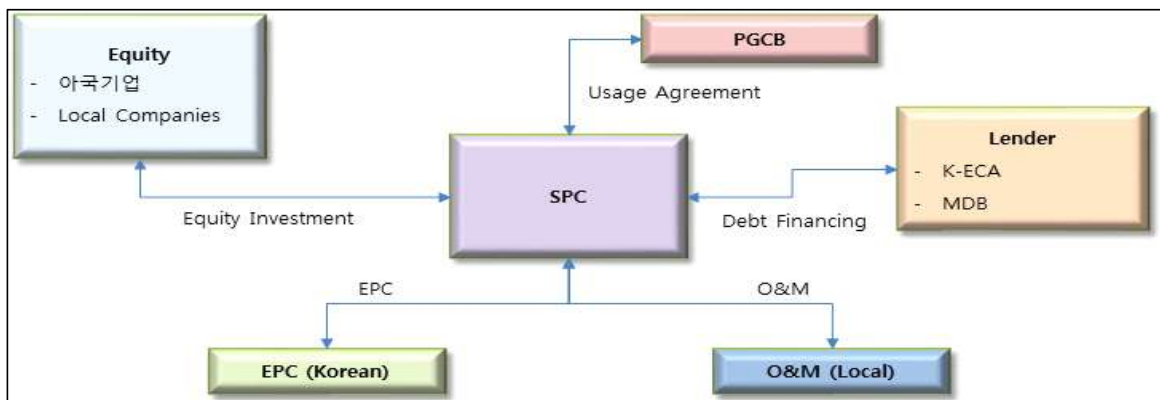 PGCB
Equity
- 아국기업
- Local Companies
Usage Agreement
Lender
- K-ECA
- MDB
SPC
Equity Investment
Debt Financing
EPC
O&M
EPC (Korean)
O&M (Local)